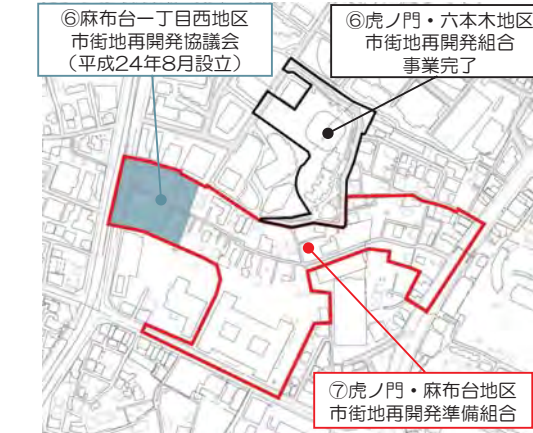 ⑥麻布台一丁目西地区
市街地再開発協議会
（平成24年8月設立）
⑥虎ノ門・六本木地区
市街地再開発組合
事業完了
⑦虎ノ門・麻布台地区
市街地再開発準備組合